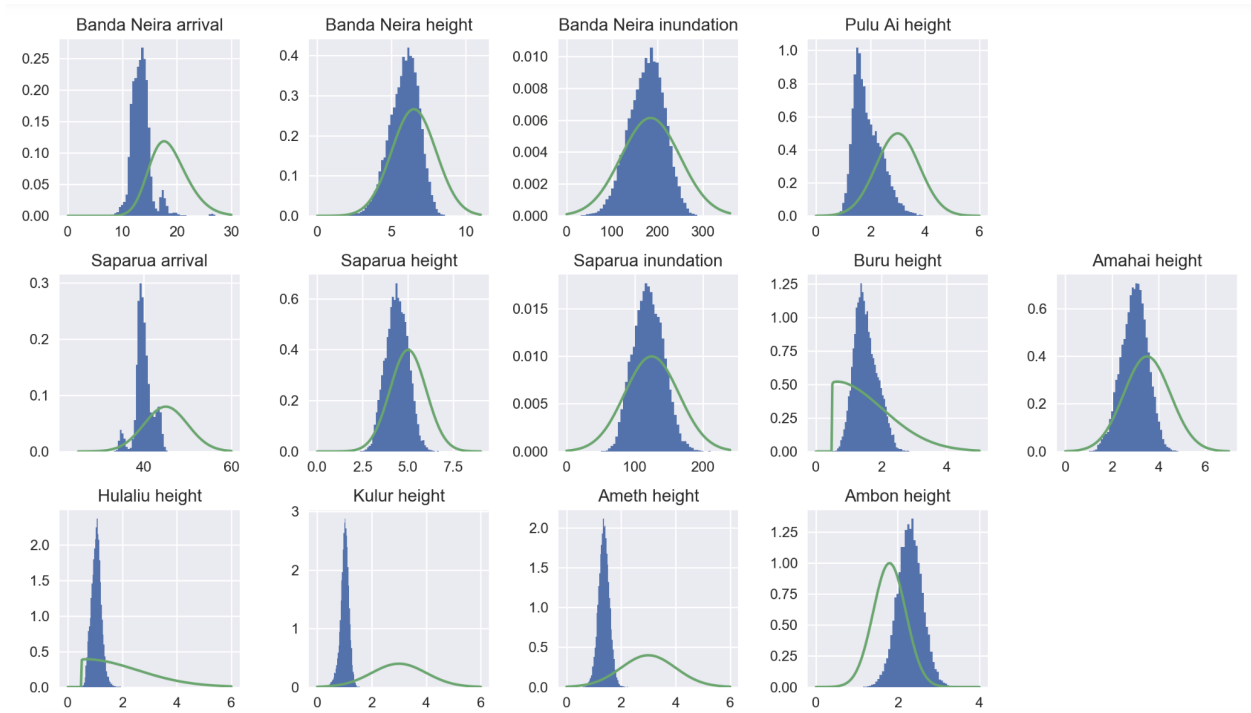 Banda Neira arrival
0.25
0.20
0.15
0.10
0.05
0.00
0 10 20 30
Banda Neira height
0.4
0.3
0.2
0.1
0.0
0 5 10
Banda Neira inundation
0.010
0.008
0.006
0.004
0.002
0.000
0 100 200 300
Pulu Ai height
1.0
0.8
0.6
0.4
0.2
0.0
0 2 4 6
Saparua arrival
0.3
0.2
0.1
0.0
40 60
Saparua height
0.6
0.4
0.2
0.0
0.0 2.5 5.0 7.5
Saparua inundation
0.015
0.010
0.005
0.000
0 100 200
Buru height
1.25
1.00
0.75
0.50
0.25
0.00
0 2 4
Amahai height
0.6
0.4
0.2
0.0
0 2 4 6
Hulaliu height
2.0
1.5
1.0
0.5
0.0
0 2 4 6
Kulur height
3
2
1
0
0 2 4 6
Ameth height
2.0
1.5
1.0
0.5
0.0
0 2 4 6
Ambon height
1.25
1.00
0.75
0.50
0.25
0.00
0 2 4